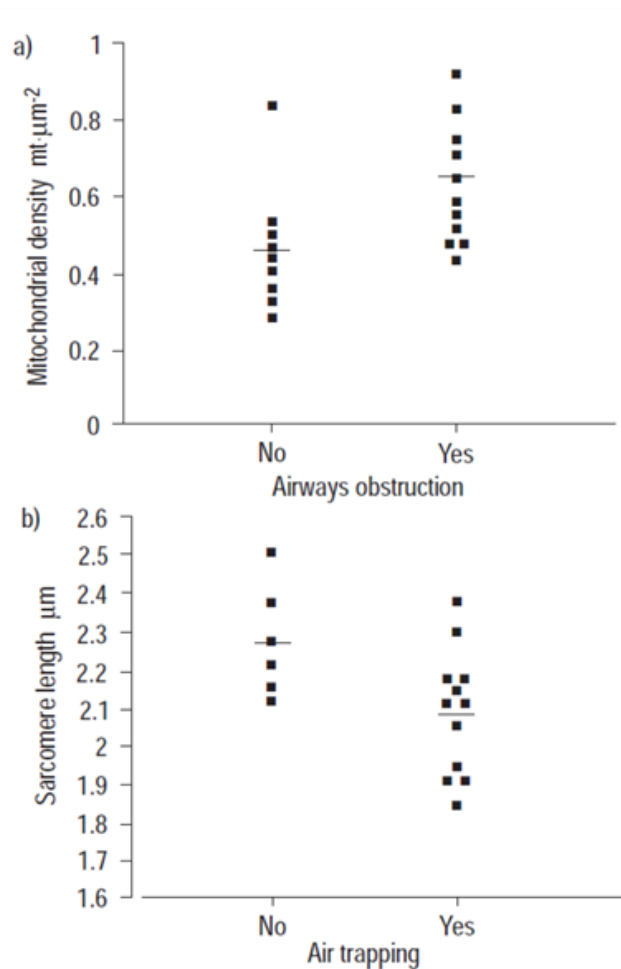 a)
Mitochondrial density mt·μm-2
1
0.8
0.6
0.4
0.2
0
No Yes
Airways obstruction
b)
Sarcomere length μm
2.6
2.5
2.4
2.3
2.2
2.1
2
1.9
1.8
1.7
1.6
No Yes
Air trapping